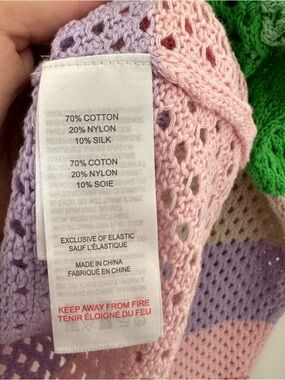 70% COTTON
20% NYLON
10% SILK
70% COTON
20% NYLON
10% SOIE
EXCLUSIVE OF ELASTIC
SAUF L'ÉLASTIQUE
MADE IN CHINA
FABRIQUÉ EN CHINE
KEEP AWAY FROM FIRE
TENIR ÉLOIGNÉ DU FEU